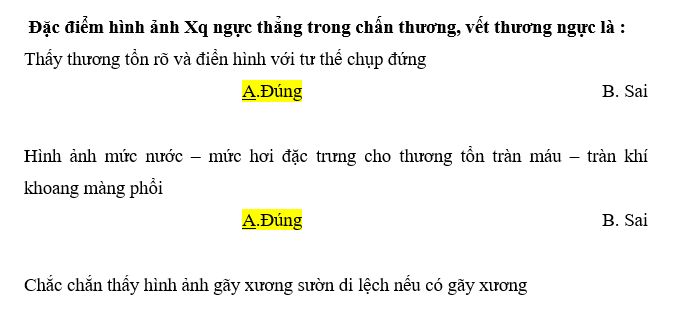 Đặc điểm hình ảnh Xq ngực thẳng trong chấn thương, vết thương ngực là :
Thấy thương tổn rõ và điển hình với tư thế chụp đứng
A.Đúng B. Sai
Hình ảnh mức nước – mức hơi đặc trưng cho thương tổn tràn máu – tràn khí
khoang màng phổi
A.Đúng B. Sai
Chắc chắn thấy hình ảnh gãy xương sườn di lệch nếu có gãy xương